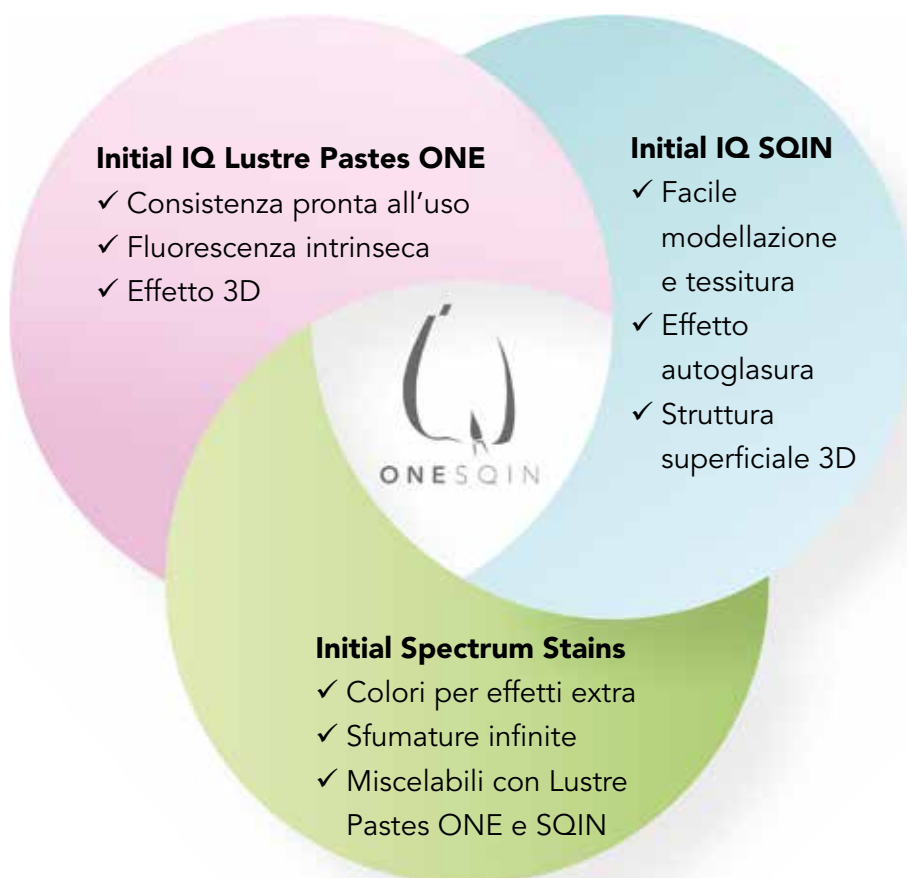 Initial IQ Lustre Pastes ONE
✓ Consistenza pronta all'uso
✓ Fluorescenza intrinseca
✓ Effetto 3D
Initial IQ SQIN
✓ Facile
modellazione
e tessitura
✓ Effetto
autoglasura
✓ Struttura
superficiale 3D
ONESQIN
Initial Spectrum Stains
✓ Colori per effetti extra
✓ Sfumature infinite
✓ Miscelabili con Lustre
Pastes ONE e SQIN